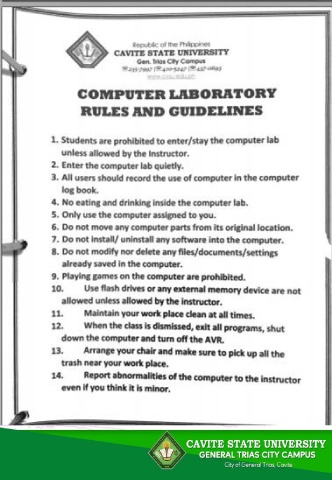 Republic of the Philippines
CAVITE STATE UNIVERSITY
Gen. Trias City Campus
COMPUTER LABORATORY
RULES AND GUIDELINES
1. Students are prohibited to enter/stay the computer lab
unless allowed by the Instructor.
2. Enter the computer lab quietly.
3. All users should record the use of computer in the computer
log book.
4. No eating and drinking inside the computer lab.
5. Only use the computer assigned to you.
6. Do not move any computer parts from its original location.
7. Do not install/ uninstall any software into the computer.
8. Do not modify nor delete any files/documents/settings
already saved in the computer.
9. Playing games on the computer are prohibited.
10. Use flash drives or any external memory device are not
allowed unless allowed by the instructor.
11. Maintain your work place clean at all times.
12. When the class is dismissed, exit all programs, shut
down the computer and turn off the AVR.
13. Arrange your chair and make sure to pick up all the
trash near your work place.
14. Report abnormalities of the computer to the instructor
even if you think it is minor.
CAVITE STATE UNIVERSITY
GENERAL TRIAS CITY CAMPUS
City of General Trias, Cavite